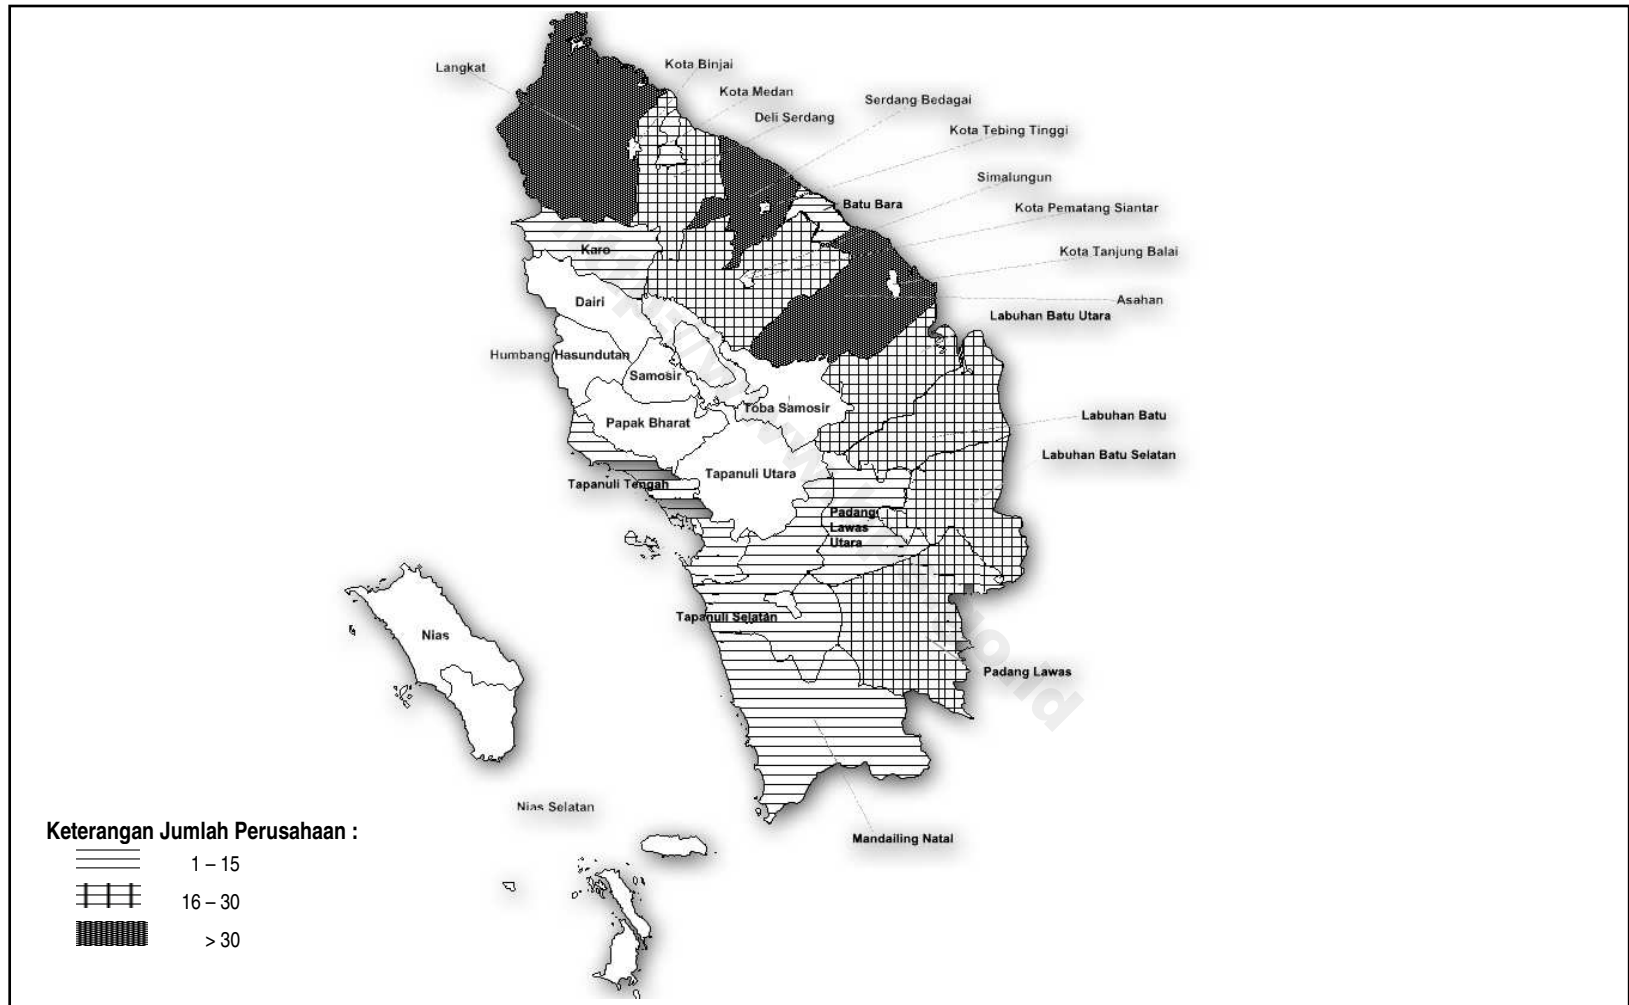 Langkat
Kota Binjai
Kota Medan
Deli Serdang
Serdang Bedagai
Kota Tebing Tinggi
Simalungun
Batu Bara
Kota Pematang Siantar
Karo
Kota Tanjung Balai
Dairi
Asahan
Labuhan Batu Utara
Humbang Hasundutan
Samosir
Toba Samosir
Papak Bharat
Labuhan Batu
Labuhan Batu Selatan
Tapanuli Utara
Tapanuli Tengah
Padang
Lawas
Utara
Tapanuli Selatan
Nias
Padang Lawas
Nias Selatan
Mandailing Natal
Keterangan Jumlah Perusahaan :
1 – 15
16 – 30
> 30